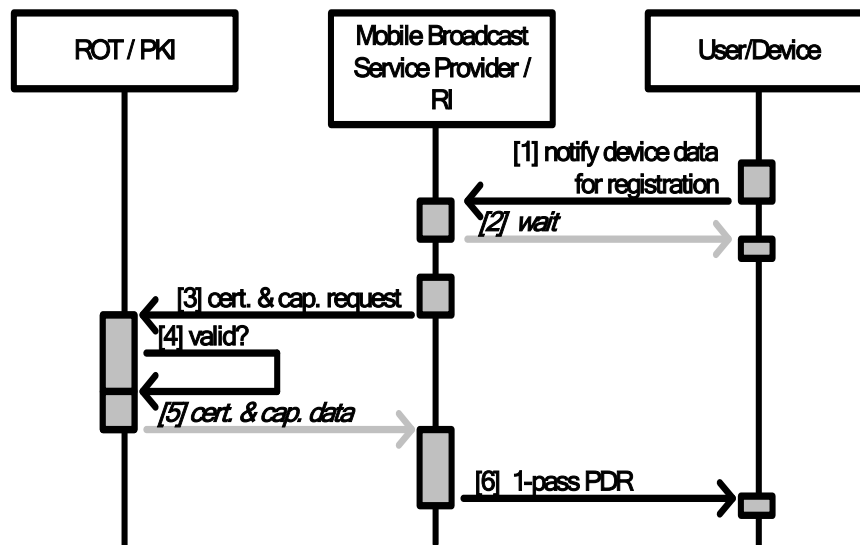 ROT / PKI
Mobile Broadcast
Service Provider /
RI
User/Device
[1] notify device data
for registration
[2] wait
[3] cert. & cap. request
[4] valid?
[5] cert. & cap. data
[6] 1-pass PDR